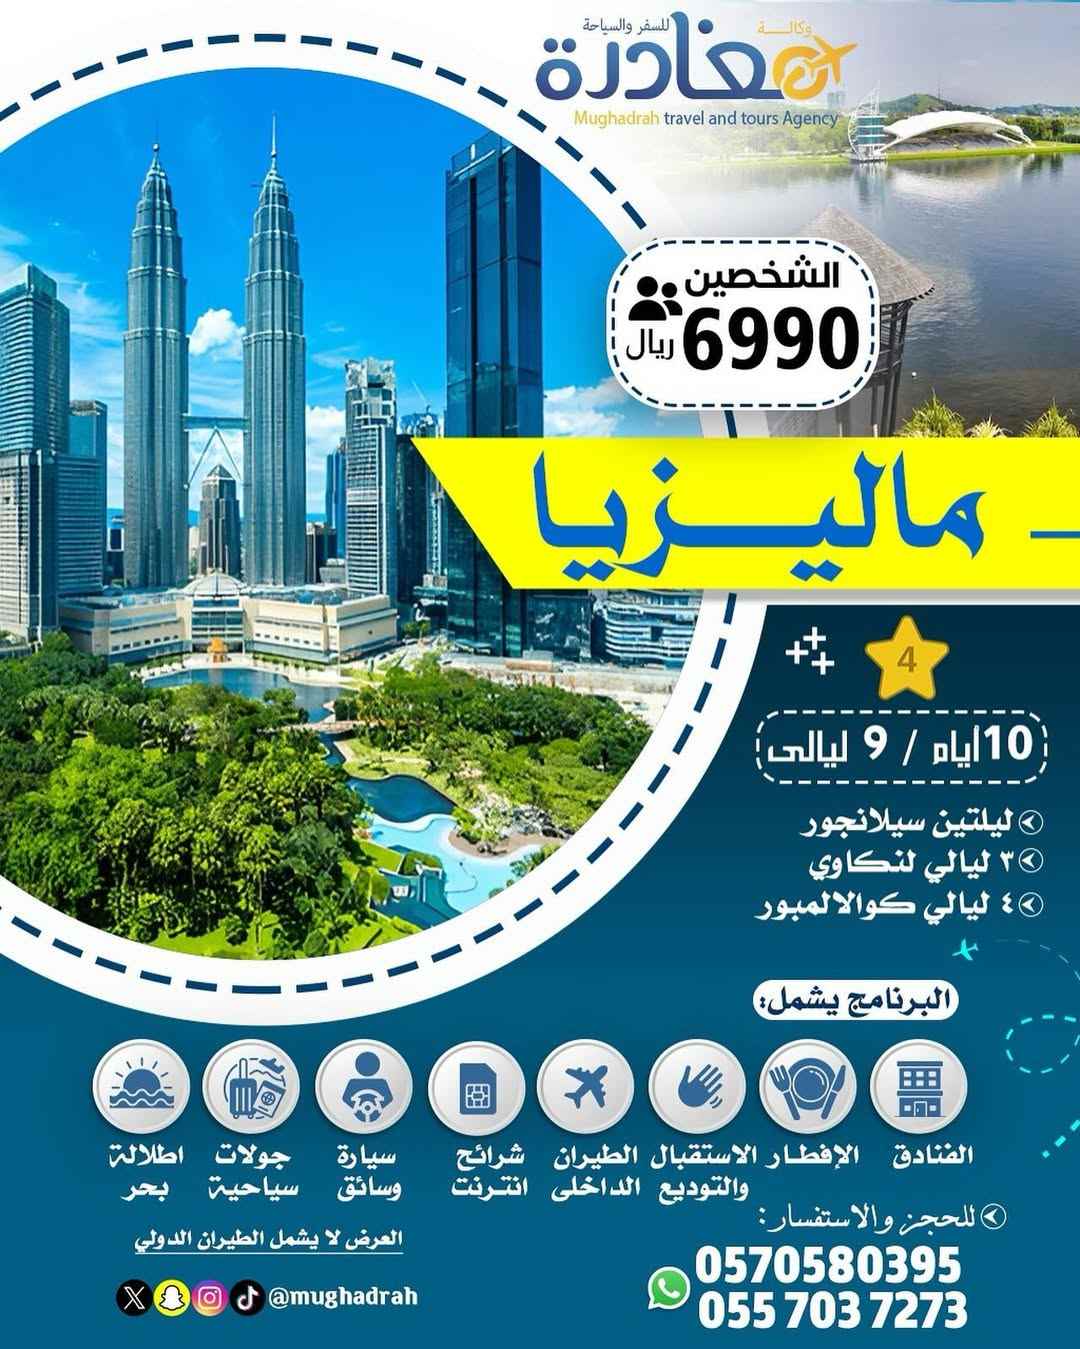 وكالة للسفر والسياحة
مغادرة
Mughadrah travel and tours Agency
الشخصين
6990 ريال
ماليزيا
4
10أيام / 9 ليالى
ليلتين سيلانجور
٣ ليالي لنكاوي
٤ ليالي كوالالمبور
البرنامج يشمل:
الفنادق
الإفطار
الاستقبال والتوديع
الطيران الداخلى
شرائح انترنت
سيارة وسائق
جولات سياحية
اطلالة بحر
للحجز والاستفسار:
0570580395
055 703 7273
العرض لا يشمل الطيران الدولي
@mughadrah